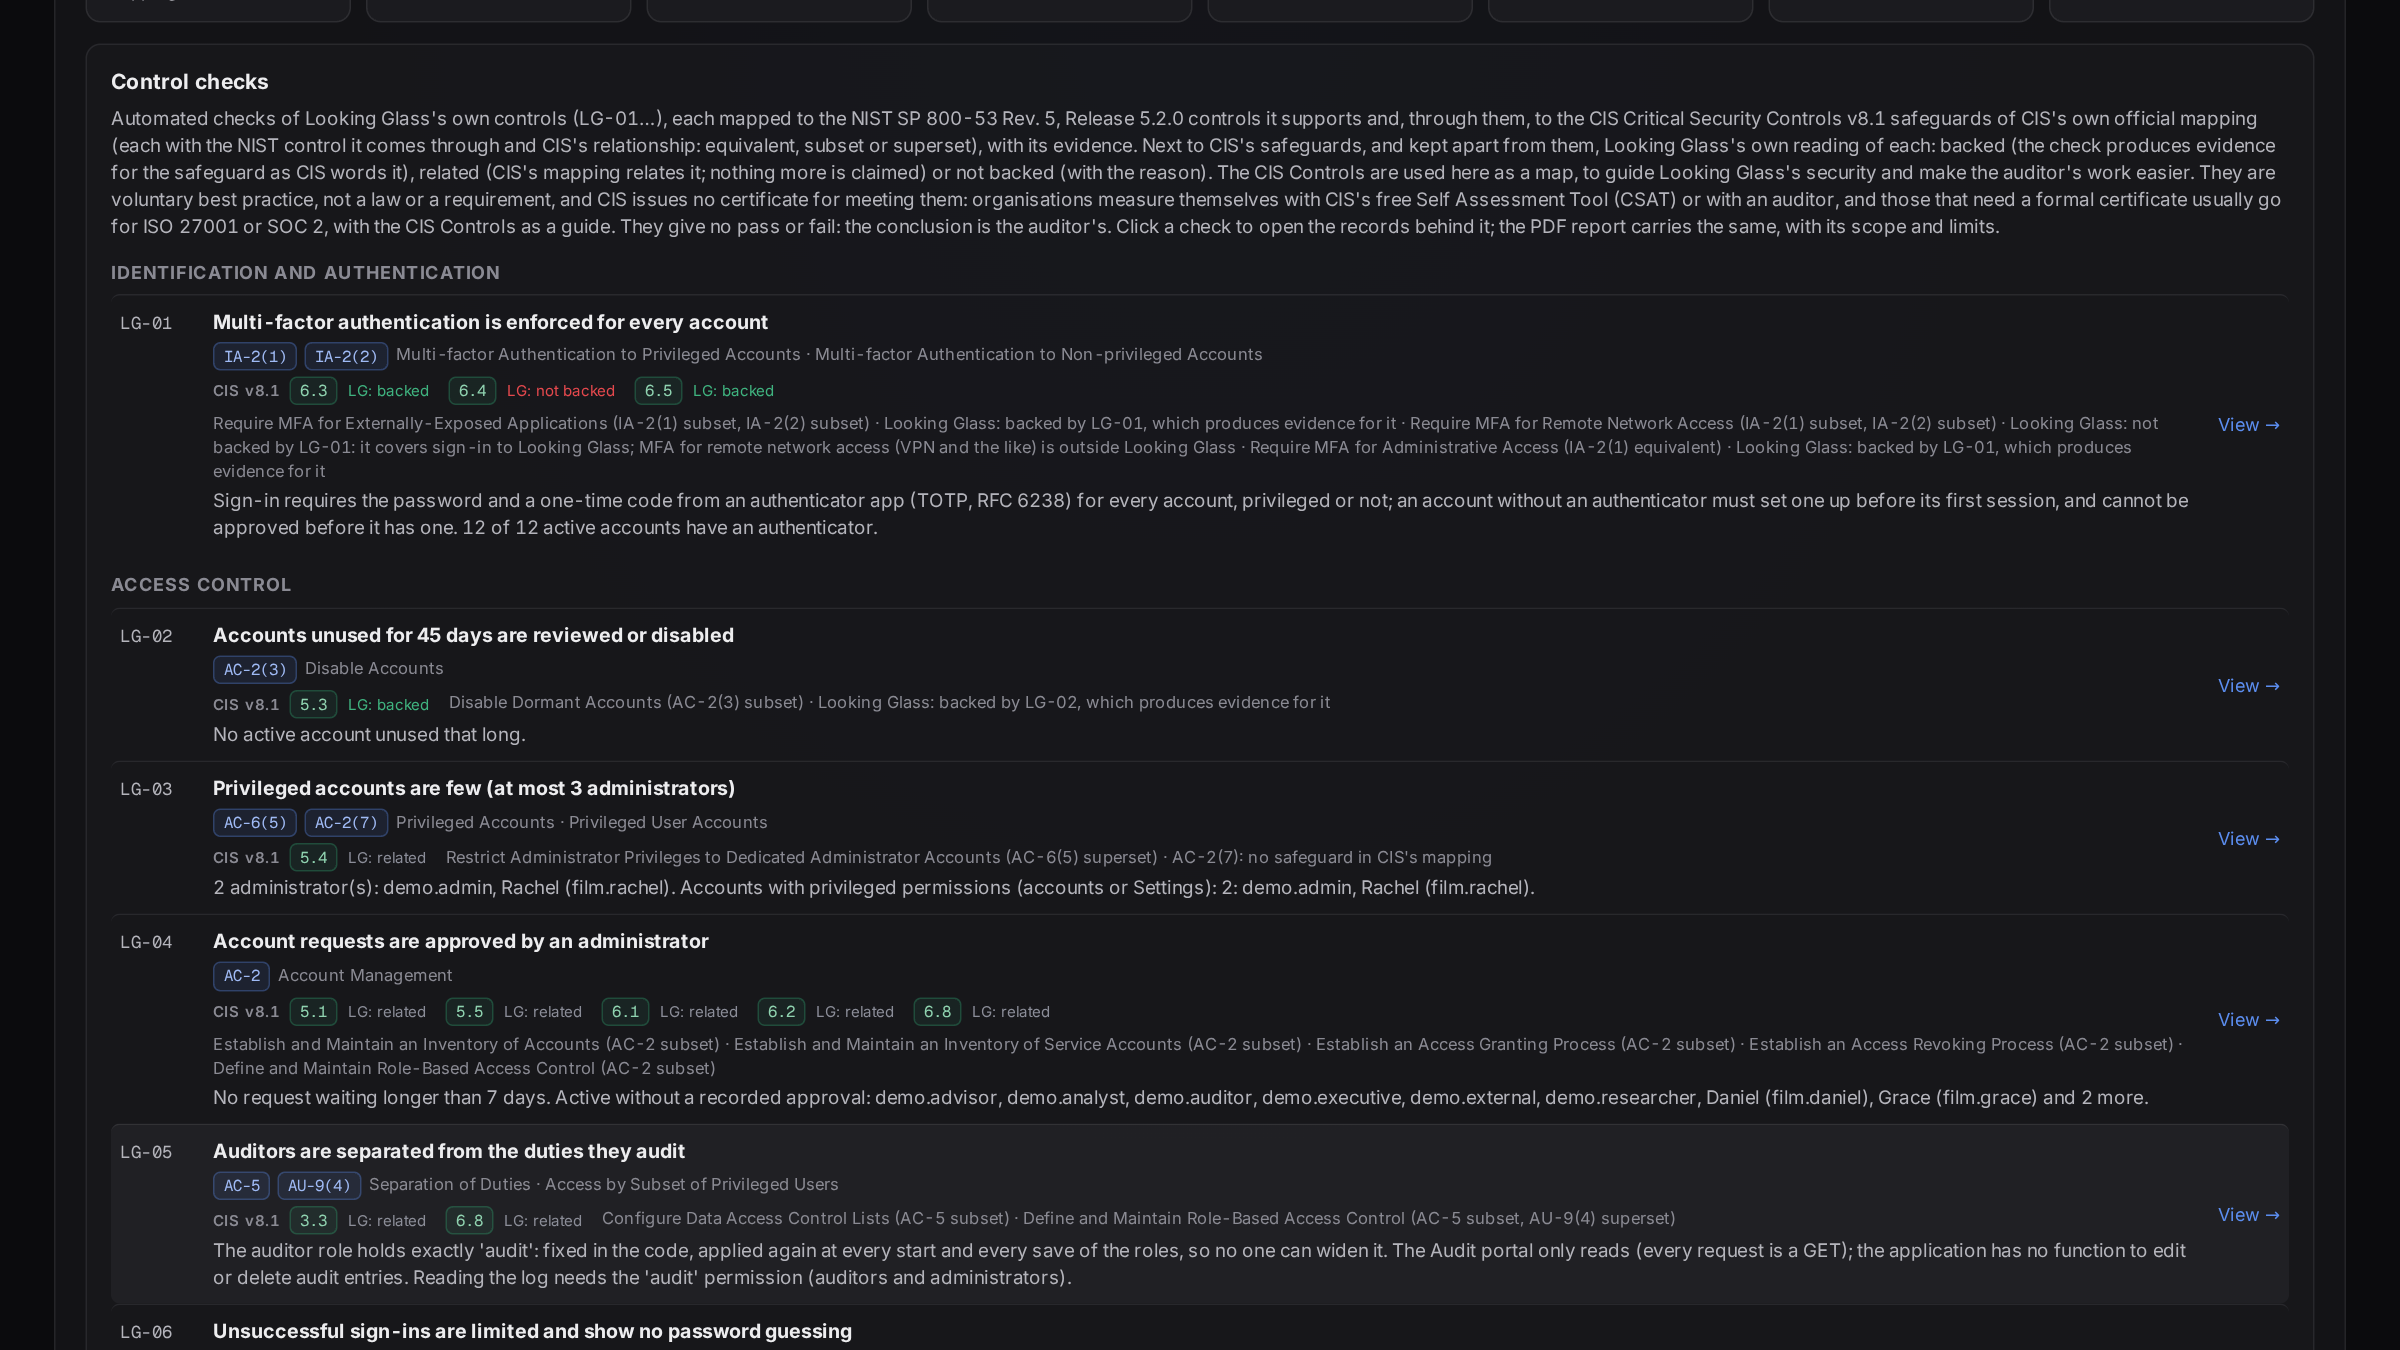 Control checks
Automated checks of Looking Glass's own controls (LG-01...), each mapped to the NIST SP 800-53 Rev. 5, Release 5.2.0 controls it supports and, through them, to the CIS Critical Security Controls v8.1 safeguards of CIS's own official mapping
(each with the NIST control it comes through and CIS's relationship: equivalent, subset or superset), with its evidence. Next to CIS's safeguards, and kept apart from them, Looking Glass's own reading of each: backed (the check produces evidence
for the safeguard as CIS words it), related (CIS's mapping relates it; nothing more is claimed) or not backed (with the reason). The CIS Controls are used here as a map, to guide Looking Glass's security and make the auditor's work easier. They are
voluntary best practice, not a law or a requirement, and CIS issues no certificate for meeting them: organisations measure themselves with CIS's free Self Assessment Tool (CSAT) or with an auditor, and those that need a formal certificate usually go
for ISO 27001 or SOC 2, with the CIS Controls as a guide. They give no pass or fail: the conclusion is the auditor's. Click a check to open the records behind it; the PDF report carries the same, with its scope and limits.
IDENTIFICATION AND AUTHENTICATION
LG-01 Multi-factor authentication is enforced for every account
IA-2(1) IA-2(2) Multi-factor Authentication to Privileged Accounts · Multi-factor Authentication to Non-privileged Accounts
CIS v8.1 6.3 LG: backed 6.4 LG: not backed 6.5 LG: backed
Require MFA for Externally-Exposed Applications (IA-2(1) subset, IA-2(2) subset) · Looking Glass: backed by LG-01, which produces evidence for it · Require MFA for Remote Network Access (IA-2(1) subset, IA-2(2) subset) · Looking Glass: not
View →
backed by LG-01: it covers sign-in to Looking Glass; MFA for remote network access (VPN and the like) is outside Looking Glass · Require MFA for Administrative Access (IA-2(1) equivalent) · Looking Glass: backed by LG-01, which produces
evidence for it
Sign-in requires the password and a one-time code from an authenticator app (TOTP, RFC 6238) for every account, privileged or not; an account without an authenticator must set one up before its first session, and cannot be
approved before it has one. 12 of 12 active accounts have an authenticator.
ACCESS CONTROL
LG-02 Accounts unused for 45 days are reviewed or disabled
AC-2(3) Disable Accounts
View →
CIS v8.1 5.3 LG: backed Disable Dormant Accounts (AC-2(3) subset) · Looking Glass: backed by LG-02, which produces evidence for it
No active account unused that long.
LG-03 Privileged accounts are few (at most 3 administrators)
AC-6(5) AC-2(7) Privileged Accounts · Privileged User Accounts
View →
CIS v8.1 5.4 LG: related Restrict Administrator Privileges to Dedicated Administrator Accounts (AC-6(5) superset) · AC-2(7): no safeguard in CIS's mapping
2 administrator(s): demo.admin, Rachel (film.rachel). Accounts with privileged permissions (accounts or Settings): 2: demo.admin, Rachel (film.rachel).
LG-04 Account requests are approved by an administrator
AC-2 Account Management
CIS v8.1 5.1 LG: related 5.5 LG: related 6.1 LG: related 6.2 LG: related 6.8 LG: related
View →
Establish and Maintain an Inventory of Accounts (AC-2 subset) · Establish and Maintain an Inventory of Service Accounts (AC-2 subset) · Establish an Access Granting Process (AC-2 subset) · Establish an Access Revoking Process (AC-2 subset) ·
Define and Maintain Role-Based Access Control (AC-2 subset)
No request waiting longer than 7 days. Active without a recorded approval: demo.advisor, demo.analyst, demo.auditor, demo.executive, demo.external, demo.researcher, Daniel (film.daniel), Grace (film.grace) and 2 more.
LG-05 Auditors are separated from the duties they audit
AC-5 AU-9(4) Separation of Duties · Access by Subset of Privileged Users
CIS v8.1 3.3 LG: related 6.8 LG: related Configure Data Access Control Lists (AC-5 subset) · Define and Maintain Role-Based Access Control (AC-5 subset, AU-9(4) superset)
View →
The auditor role holds exactly 'audit': fixed in the code, applied again at every start and every save of the roles, so no one can widen it. The Audit portal only reads (every request is a GET); the application has no function to edit
or delete audit entries. Reading the log needs the 'audit' permission (auditors and administrators).
LG-06 Unsuccessful sign-ins are limited and show no password guessing